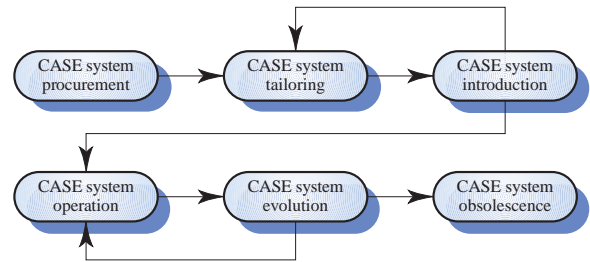 CASE system
procurement
CASE system
tailoring
CASE system
introduction
CASE system
operation
CASE system
evolution
CASE system
obsolescence